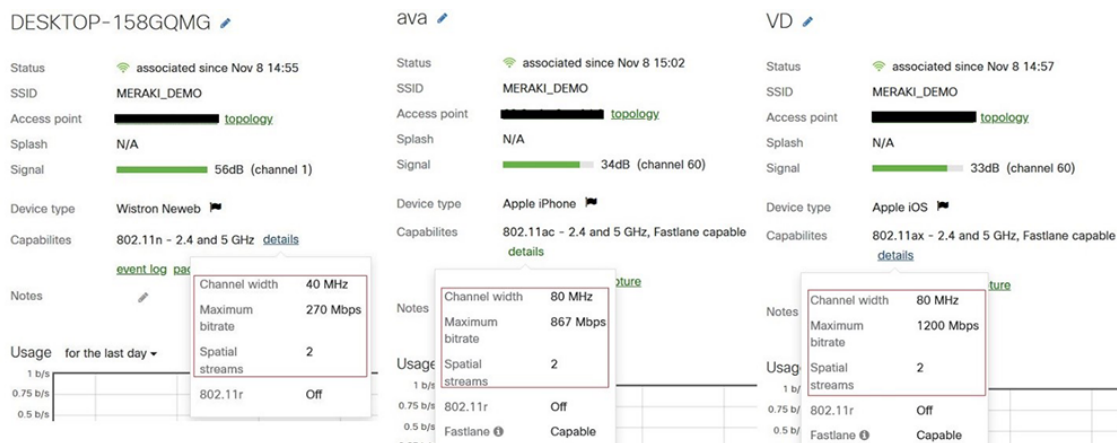 DESKTOP-158GQMG
Status associated since Nov 8 14:55
SSID MERAKI_DEMO
Access point topology
Splash N/A
Signal 56dB (channel 1)
Device type Wistron Neweb
Capabilites 802.11n - 2.4 and 5 GHz details
event log pac
Channel width 40 MHz
Maximum bitrate 270 Mbps
Spatial streams 2
802.11r Off
Notes
Usage for the last day
1 b/s
0.75 b/s
0.5 b/s
ava
Status associated since Nov 8 15:02
SSID MERAKI_DEMO
Access point topology
Splash N/A
Signal 34dB (channel 60)
Device type Apple iPhone
Capabilites 802.11ac - 2.4 and 5 GHz, Fastlane capable
details
pture
Channel width 80 MHz
Maximum bitrate 867 Mbps
Spatial streams 2
802.11r Off
Fastlane Capable
Notes
Usage
1 b/s
0.75 b/s
0.5 b/s
VD
Status associated since Nov 8 14:57
SSID MERAKI_DEMO
Access point topology
Splash N/A
Signal 33dB (channel 60)
Device type Apple iOS
Capabilites 802.11ax - 2.4 and 5 GHz, Fastlane capable
details
ture
Channel width 80 MHz
Maximum bitrate 1200 Mbps
Spatial streams 2
802.11r Off
Fastlane Capable
Notes
Usag
1 b/
0.75 b/
0.5 b/